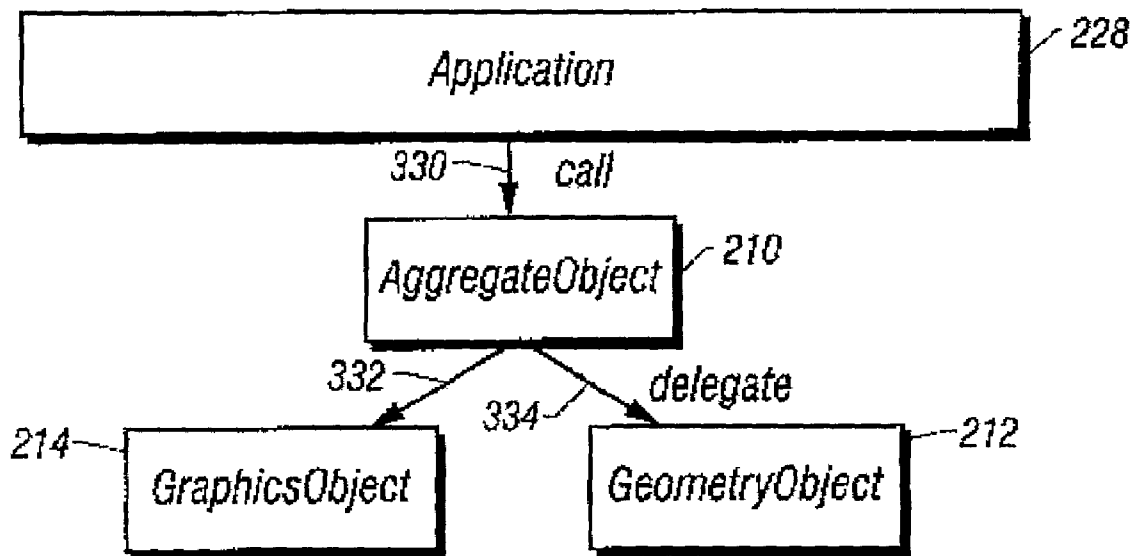 Application
228
330
call
AggregateObject
210
332
334
delegate
214
GraphicsObject
GeometryObject
212